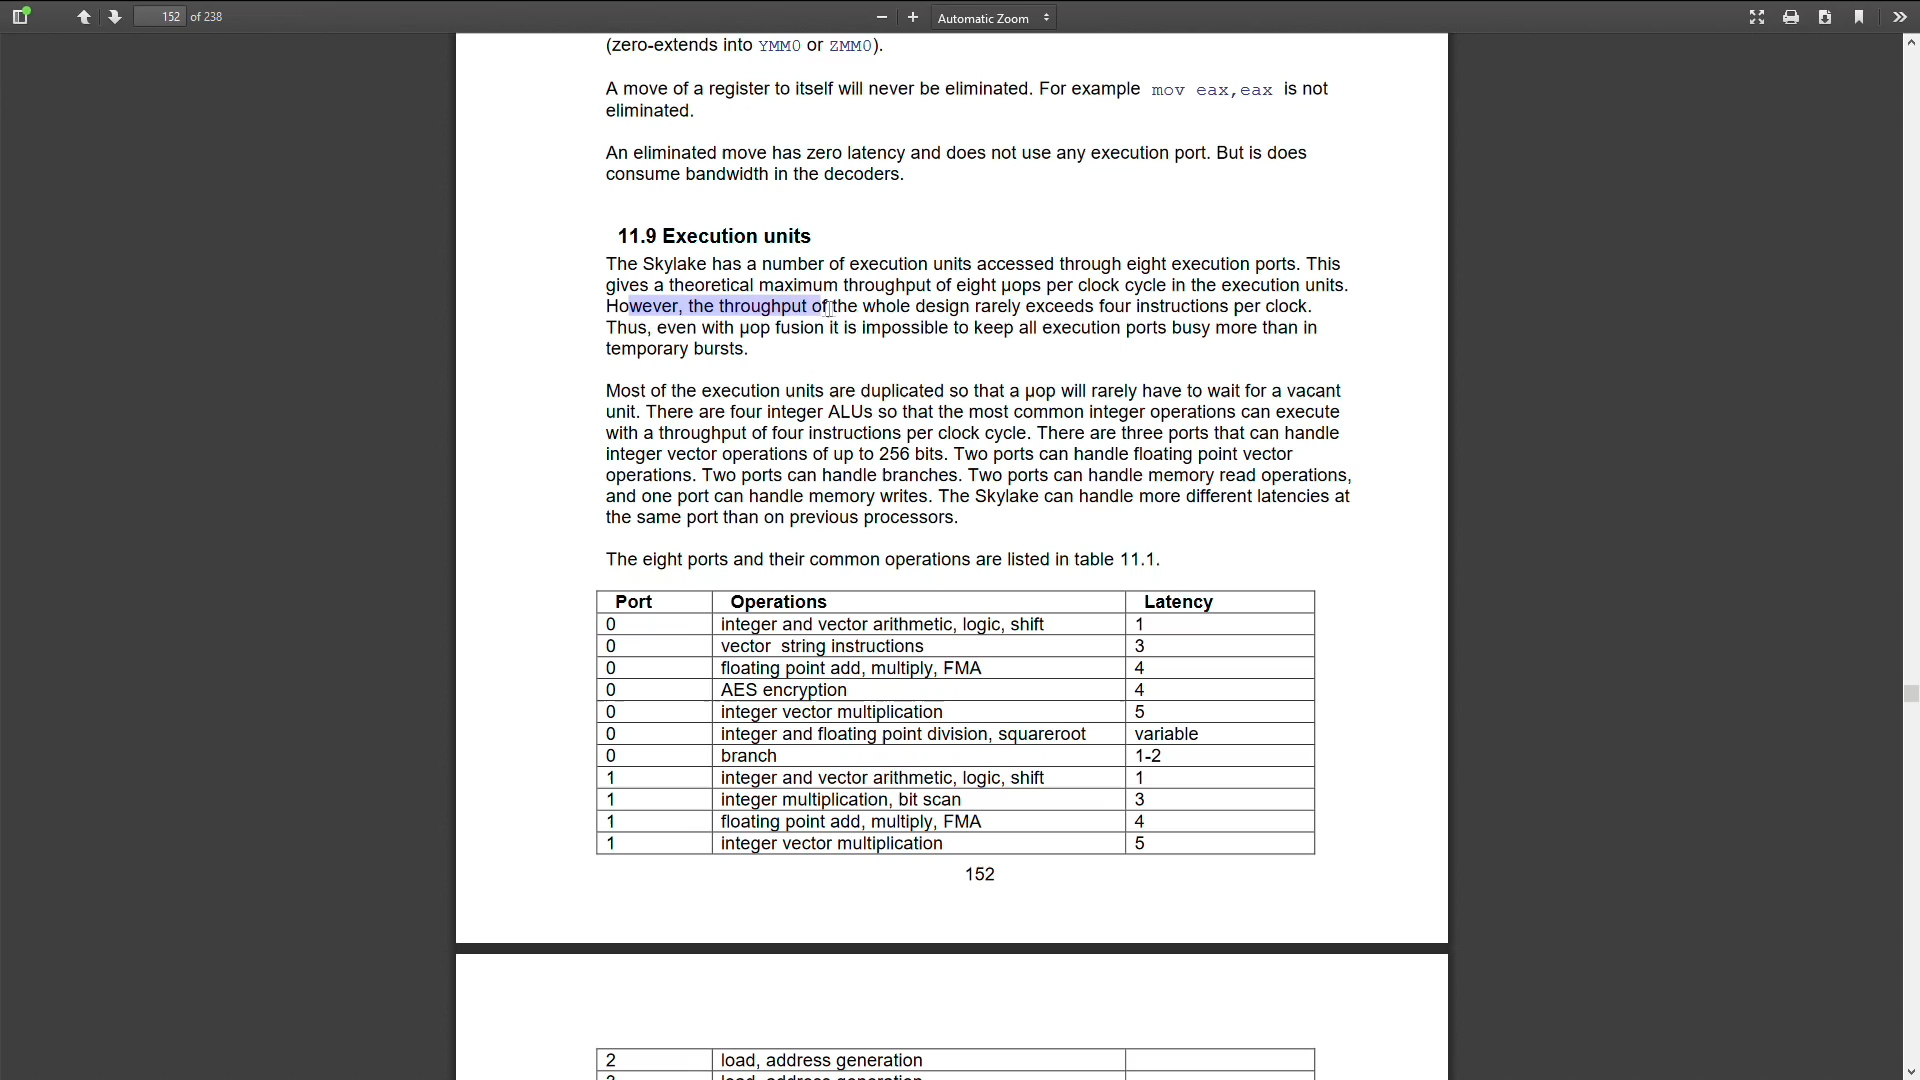 152 of 238
Automatic Zoom
(zero-extends into YMM0 or ZMM0).
A move of a register to itself will never be eliminated. For example mov eax,eax is not
eliminated.
An eliminated move has zero latency and does not use any execution port. But is does
consume bandwidth in the decoders.
11.9 Execution units
The Skylake has a number of execution units accessed through eight execution ports. This
gives a theoretical maximum throughput of eight µops per clock cycle in the execution units.
However, the throughput of the whole design rarely exceeds four instructions per clock.
Thus, even with µop fusion it is impossible to keep all execution ports busy more than in
temporary bursts.
Most of the execution units are duplicated so that a µop will rarely have to wait for a vacant
unit. There are four integer ALUs so that the most common integer operations can execute
with a throughput of four instructions per clock cycle. There are three ports that can handle
integer vector operations of up to 256 bits. Two ports can handle floating point vector
operations. Two ports can handle branches. Two ports can handle memory read operations,
and one port can handle memory writes. The Skylake can handle more different latencies at
the same port than on previous processors.
The eight ports and their common operations are listed in table 11.1.
Port Operations Latency
0 integer and vector arithmetic, logic, shift 1
0 vector string instructions 3
0 floating point add, multiply, FMA 4
0 AES encryption 4
0 integer vector multiplication 5
0 integer and floating point division, squareroot variable
0 branch 1-2
1 integer and vector arithmetic, logic, shift 1
1 integer multiplication, bit scan 3
1 floating point add, multiply, FMA 4
1 integer vector multiplication 5
152
2 load, address generation